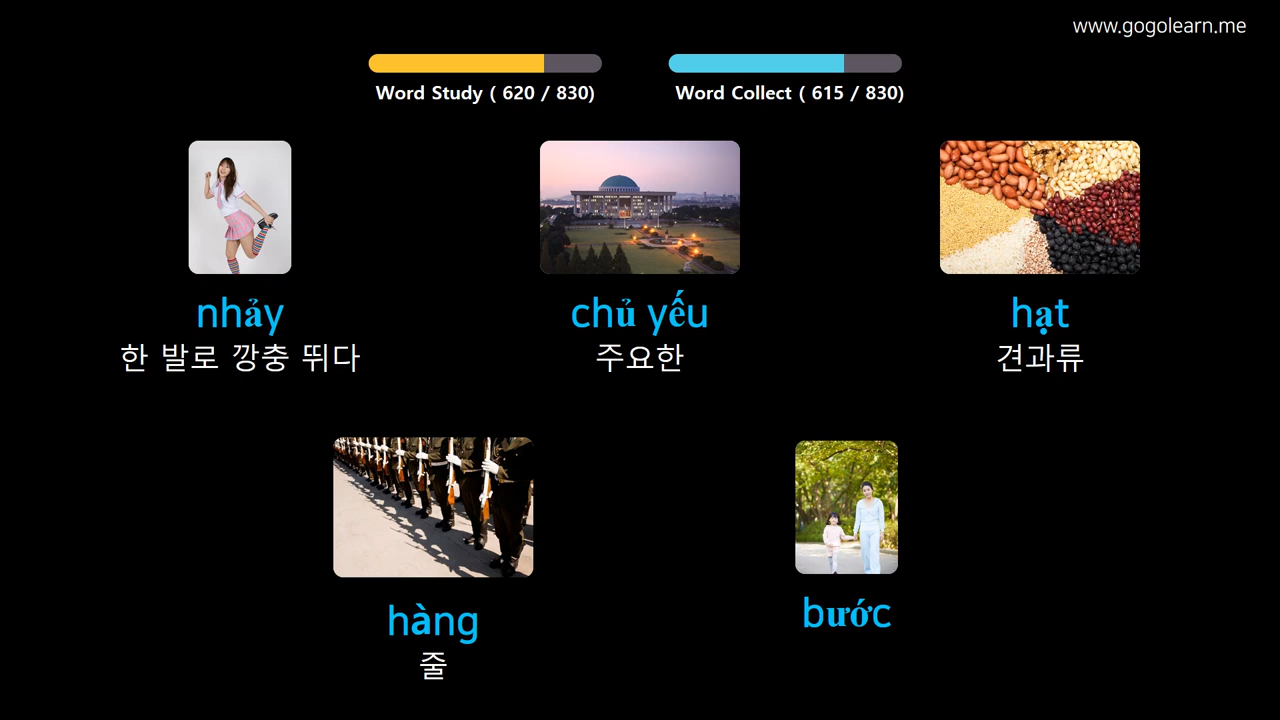 www.gogolearn.me
Word Study ( 620 / 830)
Word Collect ( 615 / 830)
nhảy
한 발로 깡충 뛰다
chủ yếu
주요한
hạt
견과류
hàng
줄
bước